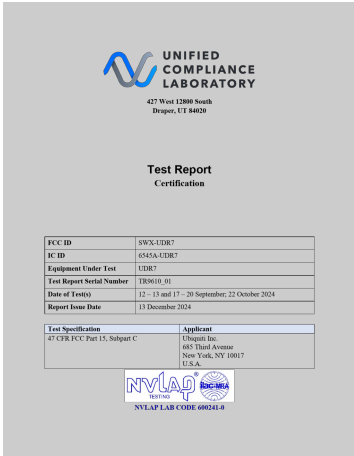 UNIFIED
COMPLIANCE
LABORATORY
427 West 12800 South
Draper, UT 84020
Test Report
Certification
FCC ID SWX-UDR7
IC ID 6545A-UDR7
Equipment Under Test UDR7
Test Report Serial Number TR9610_01
Date of Test(s) 12 – 13 and 17 – 20 September; 22 October 2024
Report Issue Date 13 December 2024
Test Specification Applicant
47 CFR FCC Part 15, Subpart C Ubiquiti Inc.
685 Third Avenue
New York, NY 10017
U.S.A.
NVLAP® ilac-MRA
TESTING
NVLAP LAB CODE 600241-0